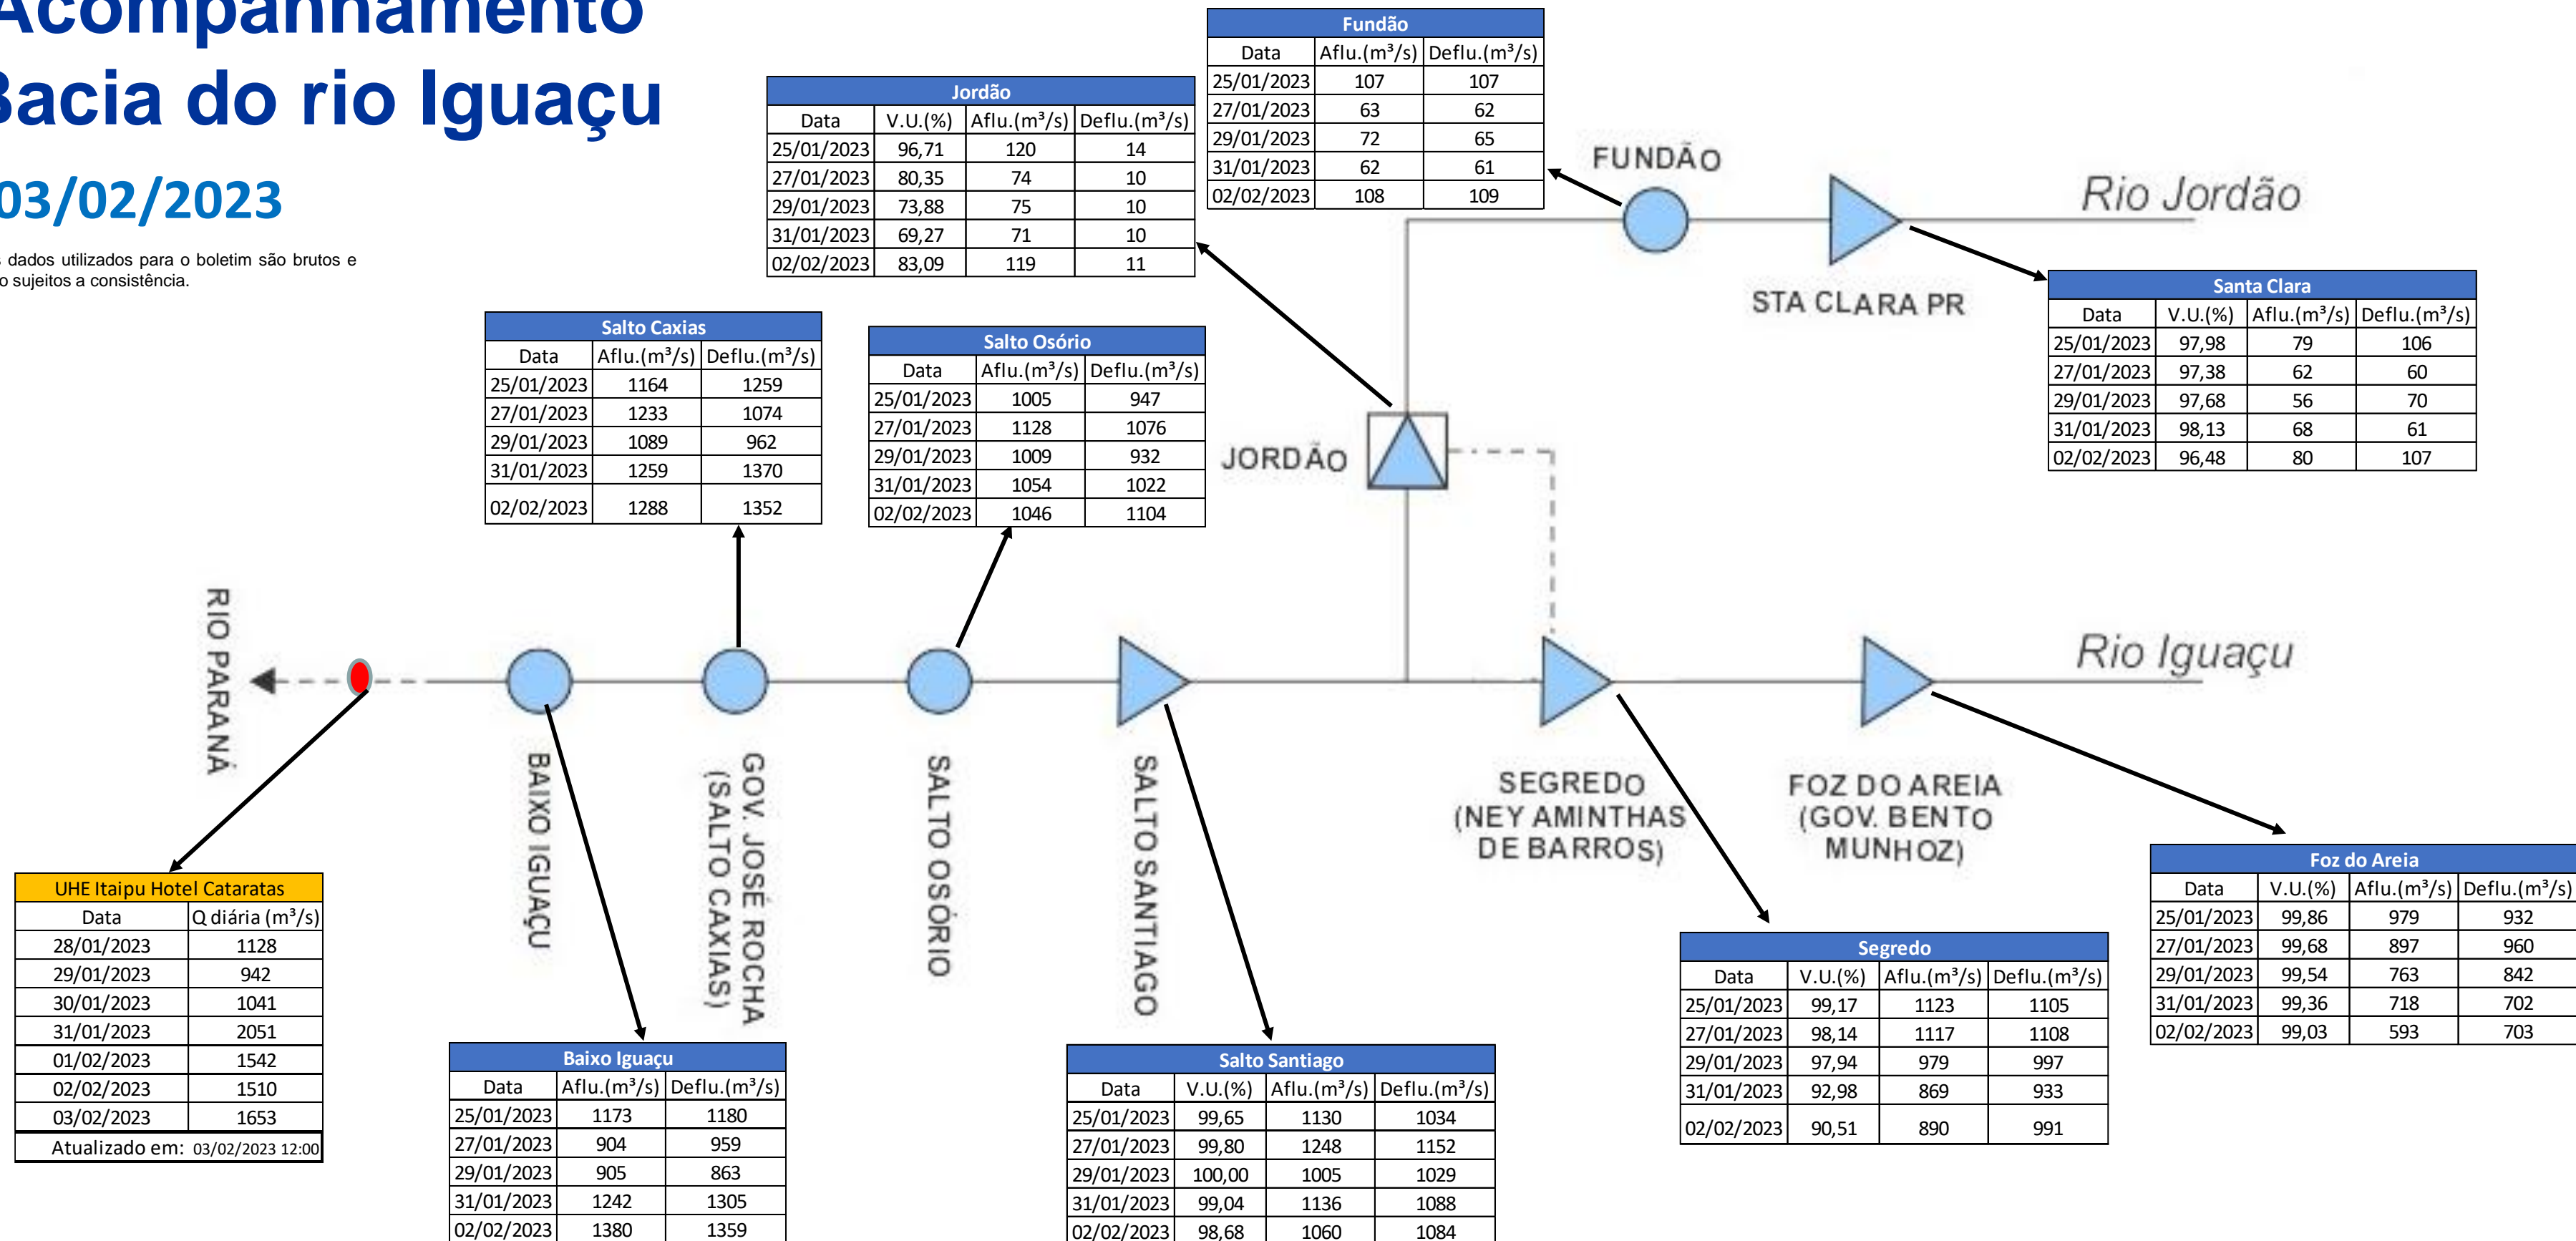 Acompanhamento
Bacia do rio Iguaçu
03/02/2023
s dados utilizados para o boletim são brutos e
o sujeitos a consistência.
Fundão
Data Aflu.(m³/s) Deflu.(m³/s)
25/01/2023 107 107
27/01/2023 63 62
29/01/2023 72 65
31/01/2023 62 61
02/02/2023 108 109
Jordão
Data V.U.(%) Aflu.(m³/s) Deflu.(m³/s)
25/01/2023 96,71 120 14
27/01/2023 80,35 74 10
29/01/2023 73,88 75 10
31/01/2023 69,27 71 10
02/02/2023 83,09 119 11
FUNDÃO
Rio Jordão
STA CLARA PR
Santa Clara
Data V.U.(%) Aflu.(m³/s) Deflu.(m³/s)
25/01/2023 97,98 79 106
27/01/2023 97,38 62 60
29/01/2023 97,68 56 70
31/01/2023 98,13 68 61
02/02/2023 96,48 80 107
Salto Caxias
Data Aflu.(m³/s) Deflu.(m³/s)
25/01/2023 1164 1259
27/01/2023 1233 1074
29/01/2023 1089 962
31/01/2023 1259 1370
02/02/2023 1288 1352
Salto Osório
Data Aflu.(m³/s) Deflu.(m³/s)
25/01/2023 1005 947
27/01/2023 1128 1076
29/01/2023 1009 932
31/01/2023 1054 1022
02/02/2023 1046 1104
JORDÃO
RIO PARANÁ
Rio Iguaçu
BAIXO IGUAÇU
GOV. JOSÉ ROCHA
(SALTO CAXIAS)
SALTO OSÓRIO
SALTO SANTIAGO
SEGREDO
(NEY AMINTHAS
DE BARROS)
FOZ DO AREIA
(GOV. BENTO
MUNHOZ)
UHE Itaipu Hotel Cataratas
Data Q diária (m³/s)
28/01/2023 1128
29/01/2023 942
30/01/2023 1041
31/01/2023 2051
01/02/2023 1542
02/02/2023 1510
03/02/2023 1653
Atualizado em: 03/02/2023 12:00
Baixo Iguaçu
Data Aflu.(m³/s) Deflu.(m³/s)
25/01/2023 1173 1180
27/01/2023 904 959
29/01/2023 905 863
31/01/2023 1242 1305
02/02/2023 1380 1359
Salto Santiago
Data V.U.(%) Aflu.(m³/s) Deflu.(m³/s)
25/01/2023 99,65 1130 1034
27/01/2023 99,80 1248 1152
29/01/2023 100,00 1005 1029
31/01/2023 99,04 1136 1088
02/02/2023 98,68 1060 1084
Segredo
Data V.U.(%) Aflu.(m³/s) Deflu.(m³/s)
25/01/2023 99,17 1123 1105
27/01/2023 98,14 1117 1108
29/01/2023 97,94 979 997
31/01/2023 92,98 869 933
02/02/2023 90,51 890 991
Foz do Areia
Data V.U.(%) Aflu.(m³/s) Deflu.(m³/s)
25/01/2023 99,86 979 932
27/01/2023 99,68 897 960
29/01/2023 99,54 763 842
31/01/2023 99,36 718 702
02/02/2023 99,03 593 703